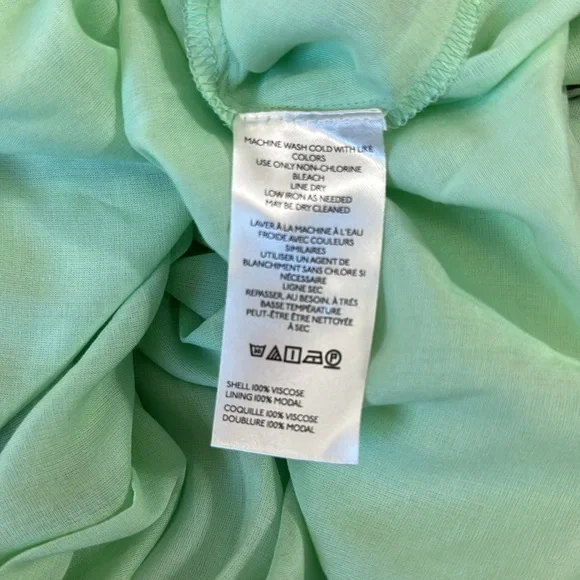 MACHINE WASH COLD WITH LIKE
COLORS
USE ONLY NON-CHLORINE
BLEACH
LINE DRY
LOW IRON AS NEEDED
MAY BE DRY CLEANED
LAVER À LA MACHINE À L'EAU
FROIDE AVEC COULEURS
SIMILAIRES
UTILISER UN AGENT DE
BLANCHIMENT SANS CHLORE SI
NÉCESSAIRE
LIGNE SEC
REPASSER, AU BESOIN, À TRÈS
BASSE TEMPÉRATURE
PEUT-ÊTRE ÊTRE NETTOYÉE
À SEC
SHELL 100% VISCOSE
LINING 100% MODAL
COQUILLE 100% VISCOSE
DOUBLURE 100% MODAL